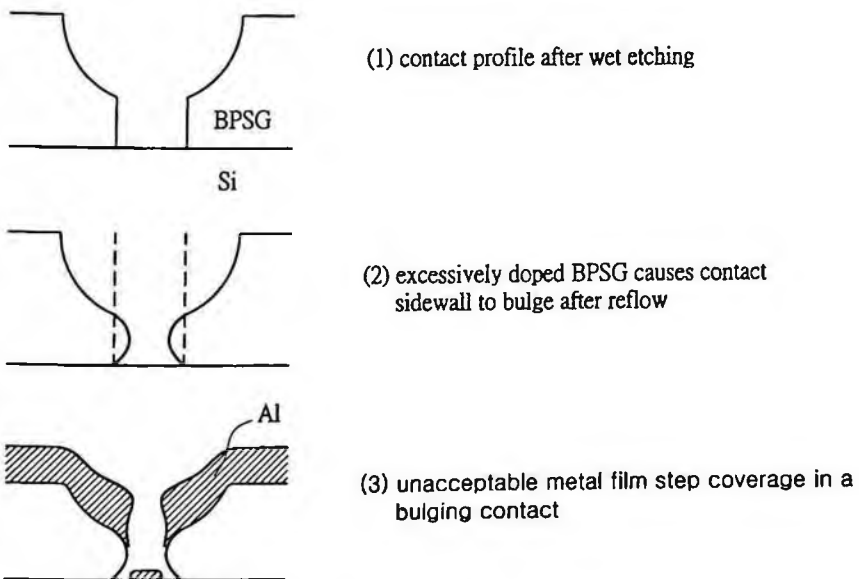 (1) contact profile after wet etching
BPSG
Si
(2) excessively doped BPSG causes contact
sidewall to bulge after reflow
Al
(3) unacceptable metal film step coverage in a
bulging contact